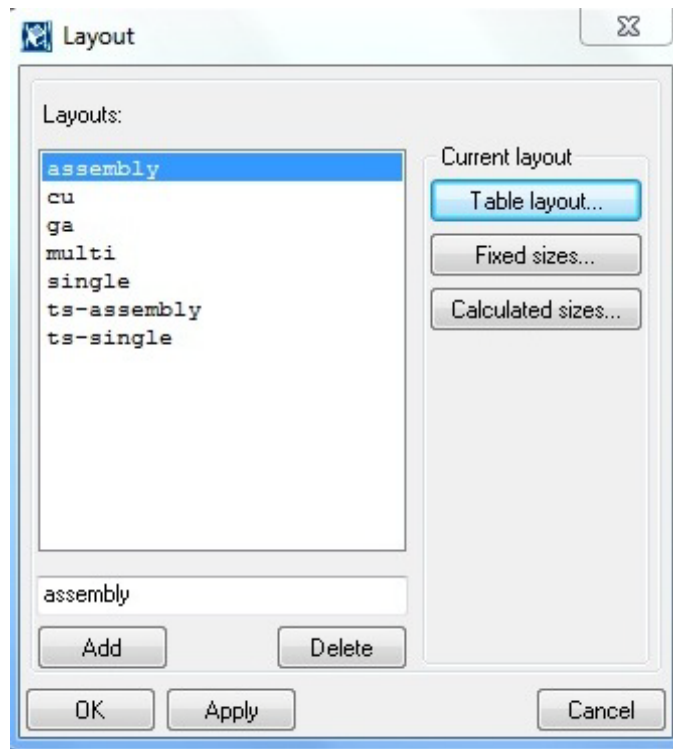 Layout
Layouts:
assembly
cu
ga
multi
single
ts-assembly
ts-single
assembly
Add
Delete
Current layout
Table layout...
Fixed sizes...
Calculated sizes...
OK
Apply
Cancel